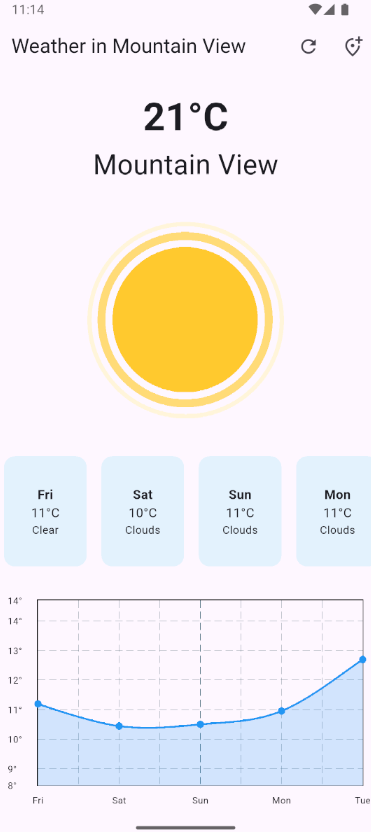 11:14
Weather in Mountain View
21°C
Mountain View
Fri
11°C
Clear
Sat
10°C
Clouds
Sun
11°C
Clouds
Mon
11°C
Clouds
14°
14°
13°
12°
11°
10°
9°
8°
Fri Sat Sun Mon Tue